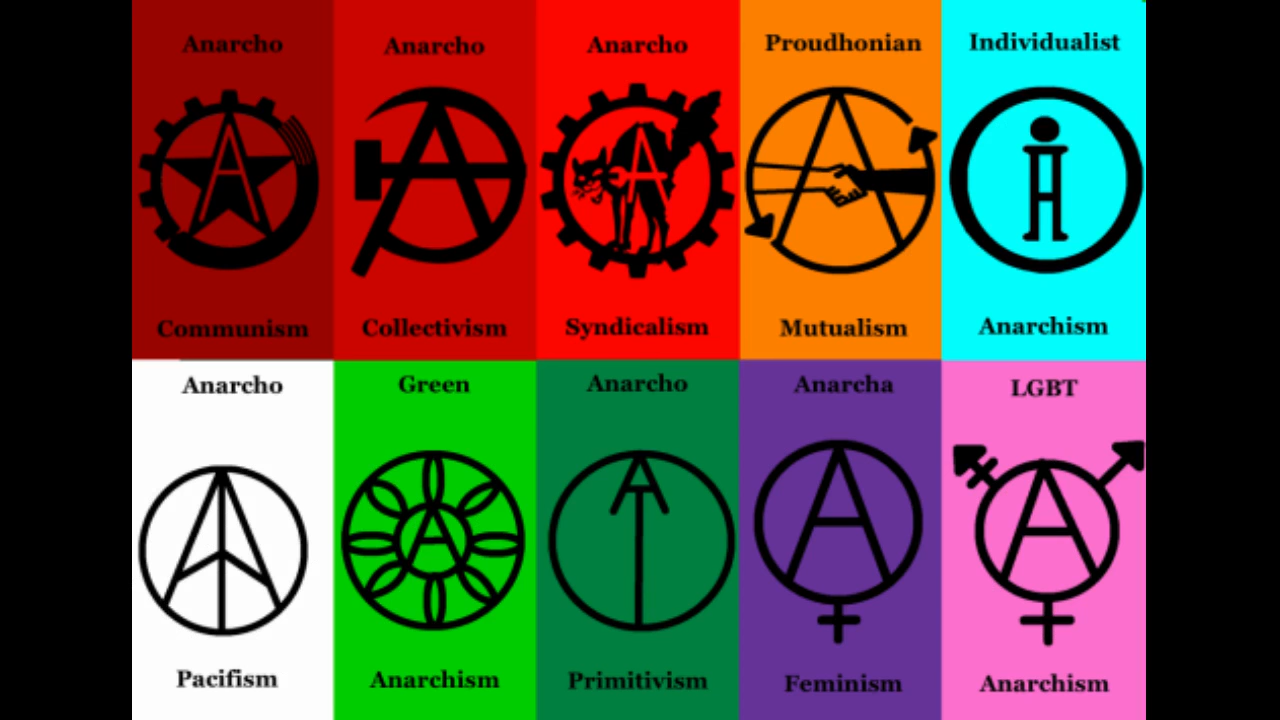 Anarcho
Communism
Anarcho
Collectivism
Anarcho
Syndicalism
Proudhonian
Mutualism
Individualist
Anarchism
Anarcho
Pacifism
Green
Anarchism
Anarcho
Primitivism
Anarcha
Feminism
LGBT
Anarchism